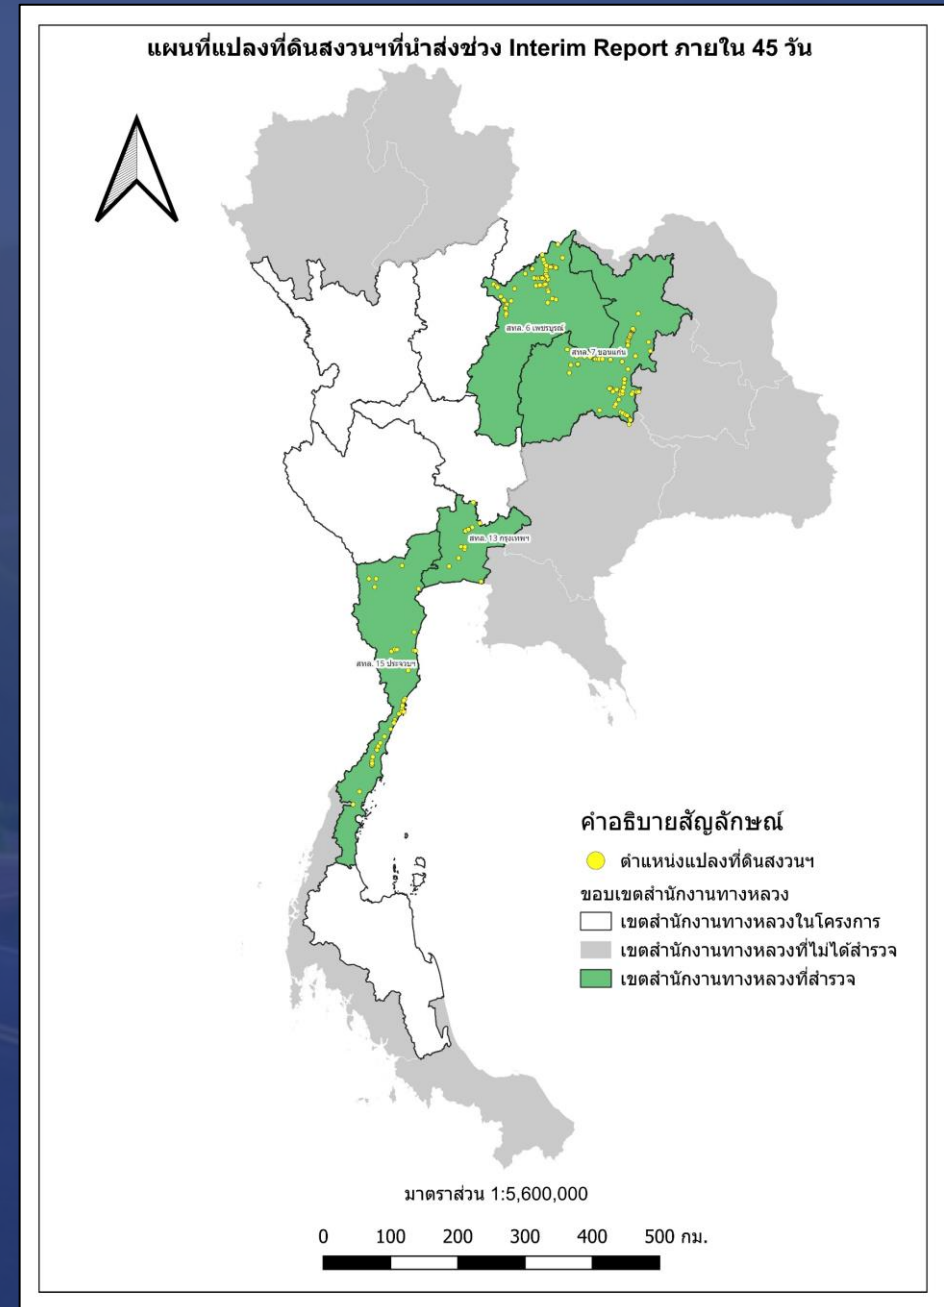 แผนที่แปลงที่ดินสงวนฯที่นำส่งช่วง Interim Report ภายใน 45 วัน
สทล. 6 เพชรบูรณ์
สทล. 7 ขอนแก่น
สทล. 13 กรุงเทพฯ
สทล. 15 ประจวบฯ
คำอธิบายสัญลักษณ์
ตำแหน่งแปลงที่ดินสงวนฯ
ขอบเขตสำนักงานทางหลวง
เขตสำนักงานทางหลวงในโครงการ
เขตสำนักงานทางหลวงที่ไม่ได้สำรวจ
เขตสำนักงานทางหลวงที่สำรวจ
มาตราส่วน 1:5,600,000
0 100 200 300 400 500 กม.